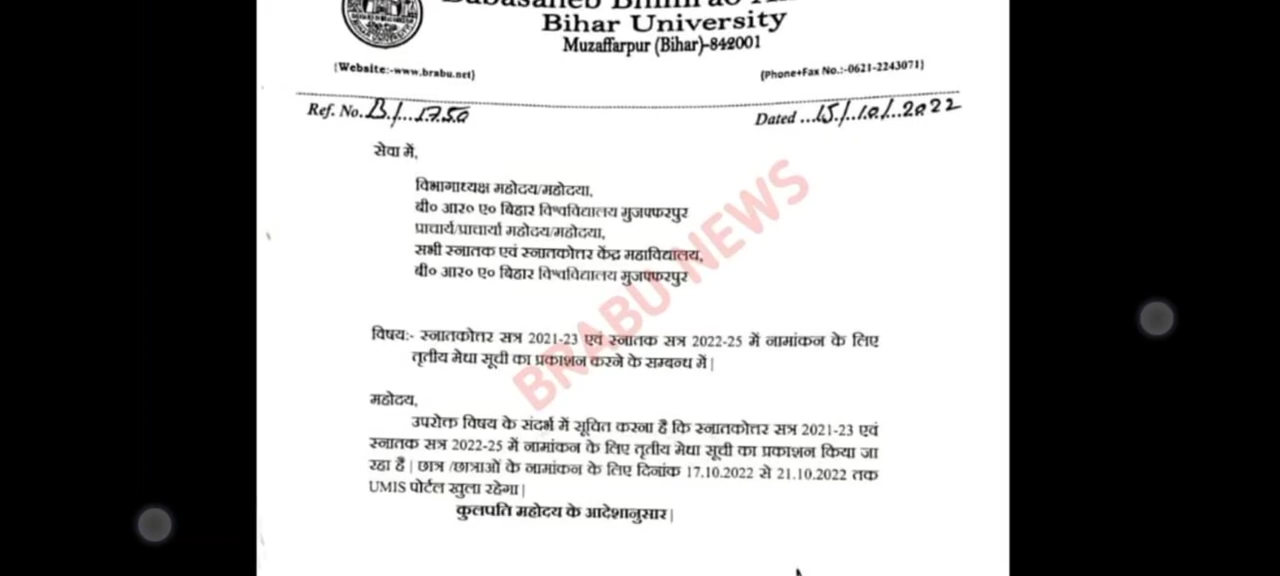 Bihar University
Muzaffarpur (Bihar)-842001
{Website:-www.brabu.net}
{Phone+Fax No.:-0621-2243071}
Ref. No. B/...1750
Dated ...15/..10/..2022
सेवा में,
विभागाध्यक्ष महोदय/महोदया,
बी० आर० ए० बिहार विश्वविद्यालय मुजफ्फरपुर
प्राचार्य/प्राचार्या महोदय/महोदया,
सभी स्नातक एवं स्नातकोत्तर केंद्र महाविद्यालय,
बी० आर० ए० बिहार विश्वविद्यालय मुजफ्फरपुर
BRABU NEWS
विषय:- स्नातकोत्तर सत्र 2021-23 एवं स्नातक सत्र 2022-25 में नामांकन के लिए
तृतीय मेधा सूची का प्रकाशन करने के सम्बन्ध में|
महोदय,
उपरोक्त विषय के संदर्भ में सूचित करना है कि स्नातकोत्तर सत्र 2021-23 एवं
स्नातक सत्र 2022-25 में नामांकन के लिए तृतीय मेधा सूची का प्रकाशन किया जा
रहा है| छात्र /छात्राओं के नामांकन के लिए दिनांक 17.10.2022 से 21.10.2022 तक
UMIS पोर्टल खुला रहेगा|
कुलपति महोदय के आदेशानुसार|